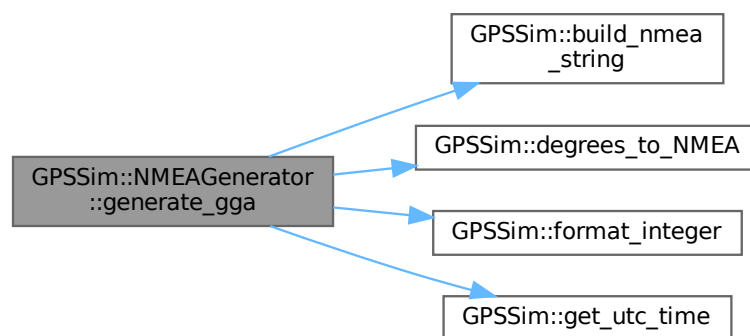 GPSSim::build_nmea
_string
GPSSim::degrees_to_NMEA
GPSSim::NMEAGenerator
::generate_gga
GPSSim::format_integer
GPSSim::get_utc_time